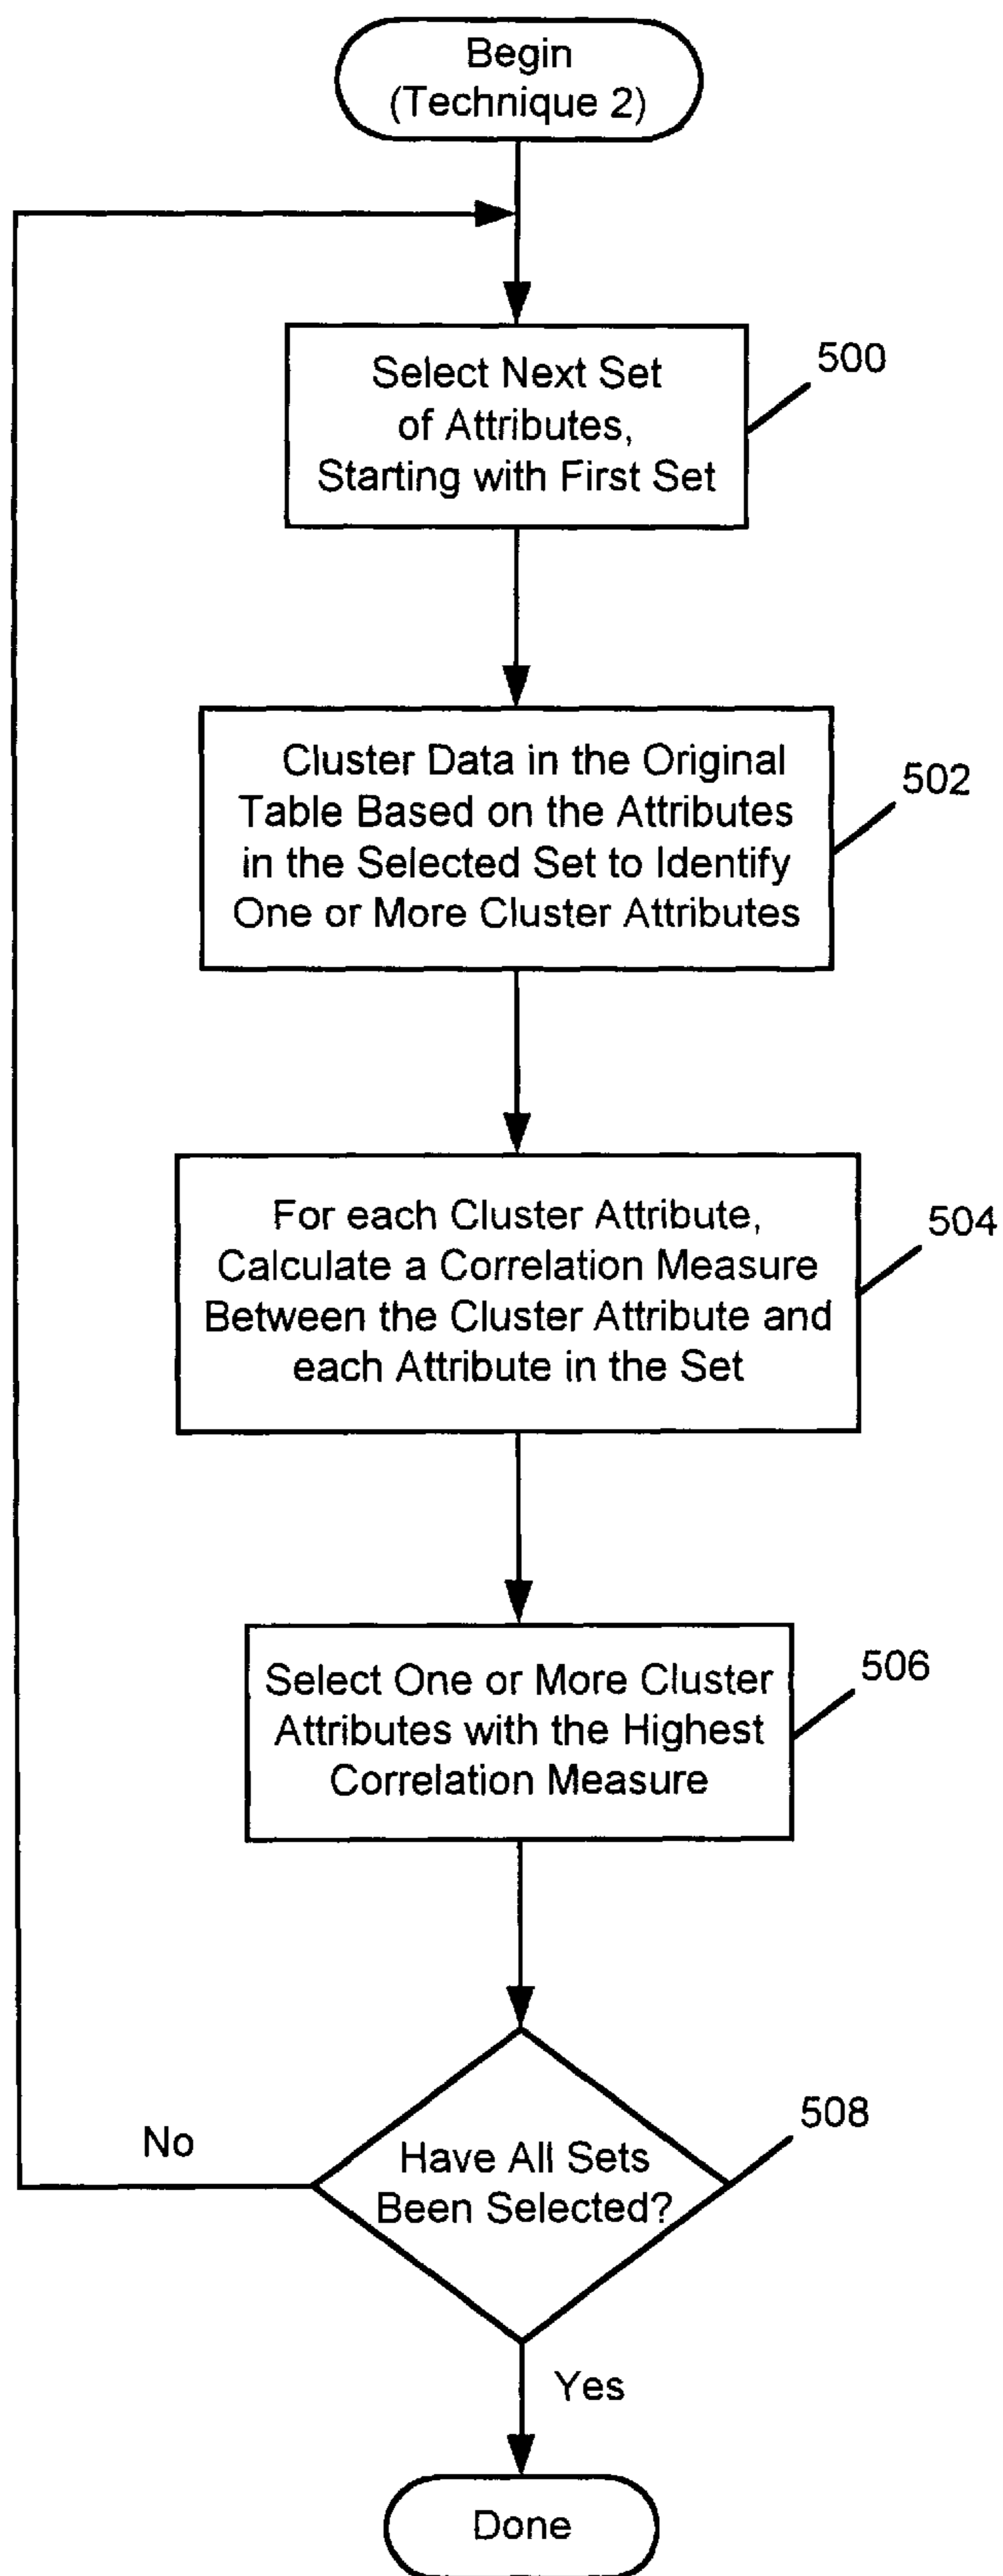 Begin
(Technique 2)
Select Next Set
of Attributes,
Starting with First Set
500
Cluster Data in the Original
Table Based on the Attributes
in the Selected Set to Identify
One or More Cluster Attributes
502
For each Cluster Attribute,
Calculate a Correlation Measure
Between the Cluster Attribute and
each Attribute in the Set
504
Select One or More Cluster
Attributes with the Highest
Correlation Measure
506
Have All Sets
Been Selected?
508
No
Yes
Done